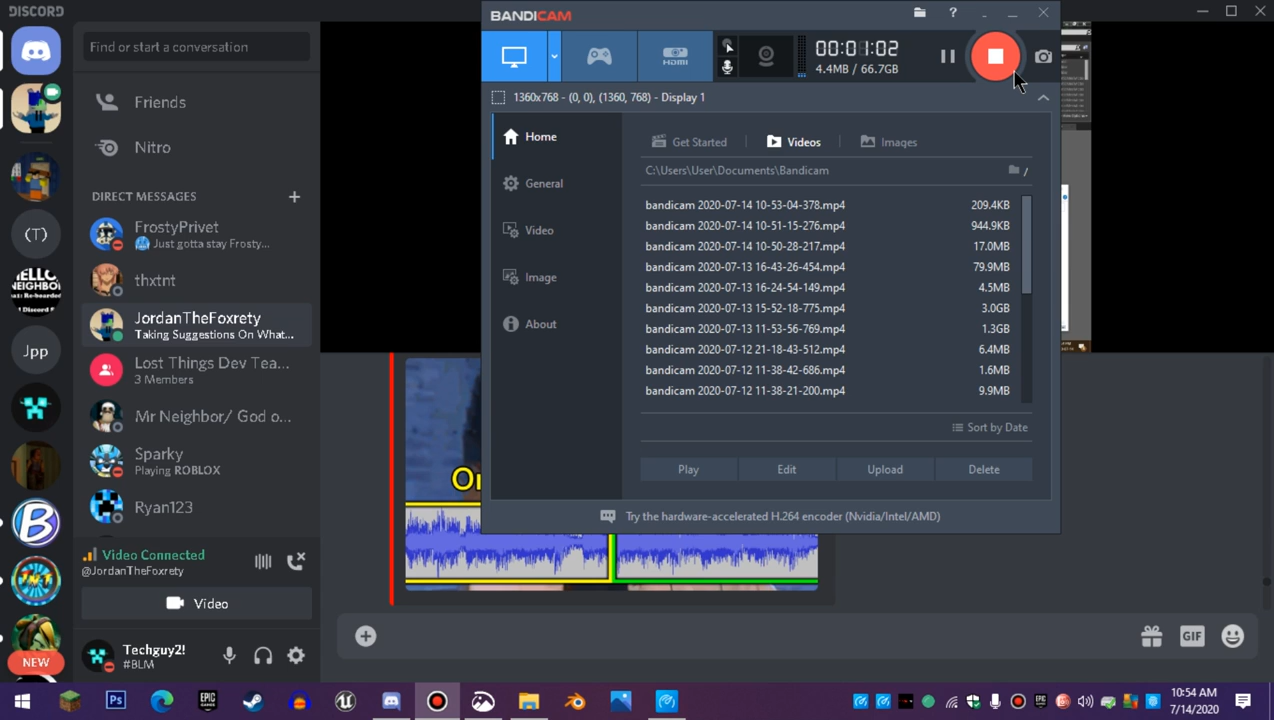 DISCORD
Find or start a conversation
Friends
Nitro
DIRECT MESSAGES
FrostyPrivet
Just gotta stay Frosty...
thxtnt
JordanTheFoxrety
Taking Suggestions On What...
Lost Things Dev Tea...
3 Members
Mr Neighbor/ God o...
Sparky
Playing ROBLOX
Ryan123
Video Connected
@JordanTheFoxrety
Video
Techguy2!
#BLM
(T)
HELLO
NEIGHBOR
Jpp
B
TNT
NEW
BANDICAM
?
HDMI
00:01:02
4.4MB / 66.7GB
1360x768 - (0, 0), (1360, 768) - Display 1
Home
General
Video
Image
About
Get Started
Videos
Images
C:\Users\User\Documents\Bandicam
/
bandicam 2020-07-14 10-53-04-378.mp4 209.4KB
bandicam 2020-07-14 10-51-15-276.mp4 944.9KB
bandicam 2020-07-14 10-50-28-217.mp4 17.0MB
bandicam 2020-07-13 16-43-26-454.mp4 79.9MB
bandicam 2020-07-13 16-24-54-149.mp4 4.5MB
bandicam 2020-07-13 15-52-18-775.mp4 3.0GB
bandicam 2020-07-13 11-53-56-769.mp4 1.3GB
bandicam 2020-07-12 21-18-43-512.mp4 6.4MB
bandicam 2020-07-12 11-38-42-686.mp4 1.6MB
bandicam 2020-07-12 11-38-21-200.mp4 9.9MB
Sort by Date
Play Edit Upload Delete
Try the hardware-accelerated H.264 encoder (Nvidia/Intel/AMD)
GIF
Ps
EPIC
GAMES
10:54 AM
7/14/2020